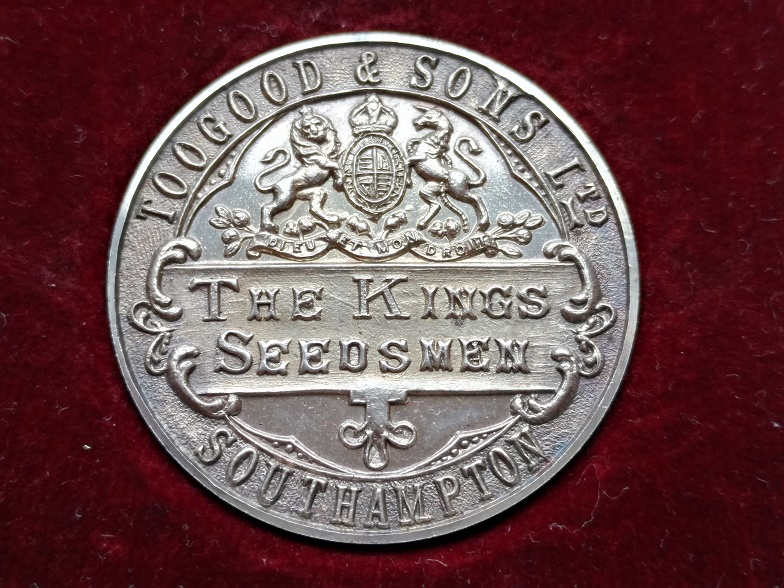 TOOGOOD & SONS LTD
DIEU ET MON DROIT
THE KINGS
SEEDSMEN
SOUTHAMPTON